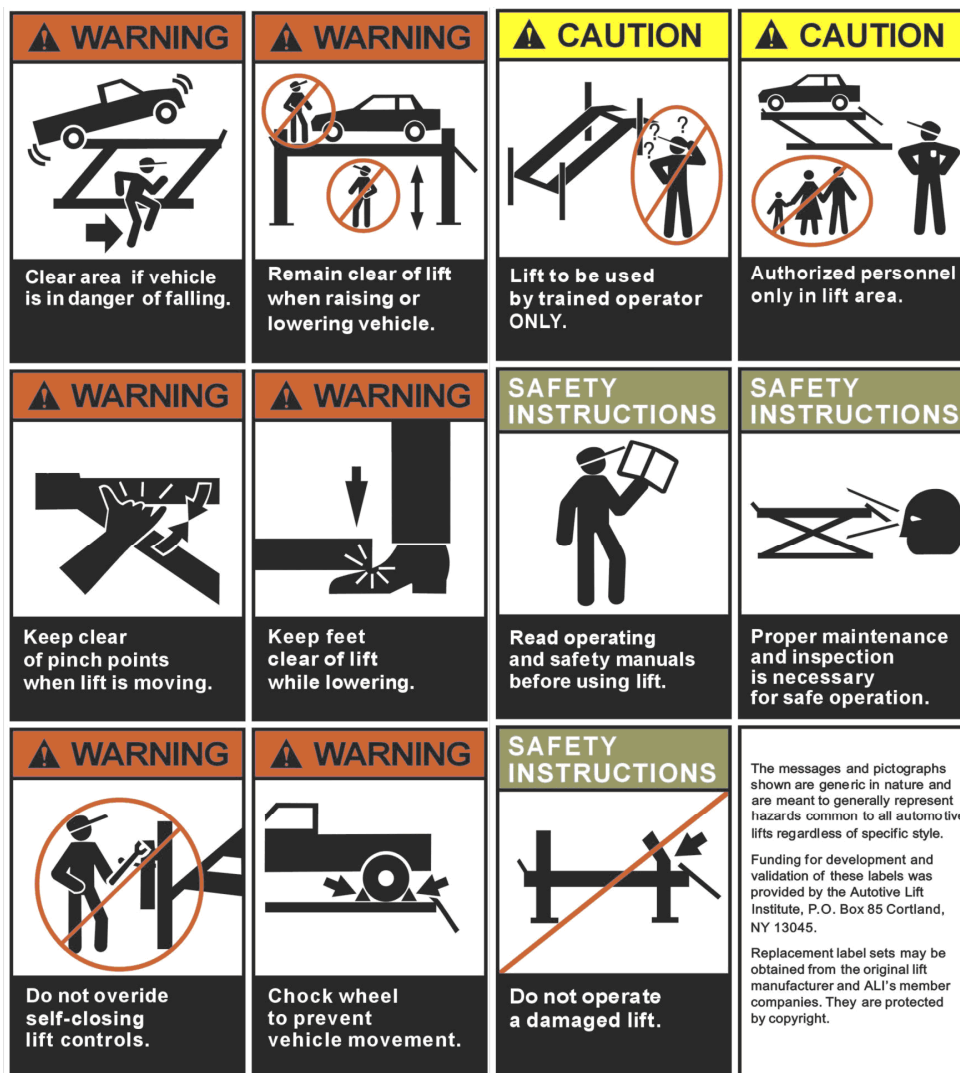 WARNING
Clear area if vehicle
is in danger of falling.
WARNING
Remain clear of lift
when raising or
lowering vehicle.
CAUTION
? ?
?
Lift to be used
by trained operator
ONLY.
CAUTION
Authorized personnel
only in lift area.
WARNING
Keep clear
of pinch points
when lift is moving.
WARNING
Keep feet
clear of lift
while lowering.
SAFETY
INSTRUCTIONS
Read operating
and safety manuals
before using lift.
SAFETY
INSTRUCTIONS
Proper maintenance
and inspection
is necessary
for safe operation.
WARNING
Do not overide
self-closing
lift controls.
WARNING
Chock wheel
to prevent
vehicle movement.
SAFETY
INSTRUCTIONS
Do not operate
a damaged lift.
The messages and pictographs
shown are generic in nature and
are meant to generally represent
hazards common to all automotive
lifts regardless of specific style.
Funding for development and
validation of these labels was
provided by the Autotive Lift
Institute, P.O. Box 85 Cortland,
NY 13045.
Replacement label sets may be
obtained from the original lift
manufacturer and ALI's member
companies. They are protected
by copyright.